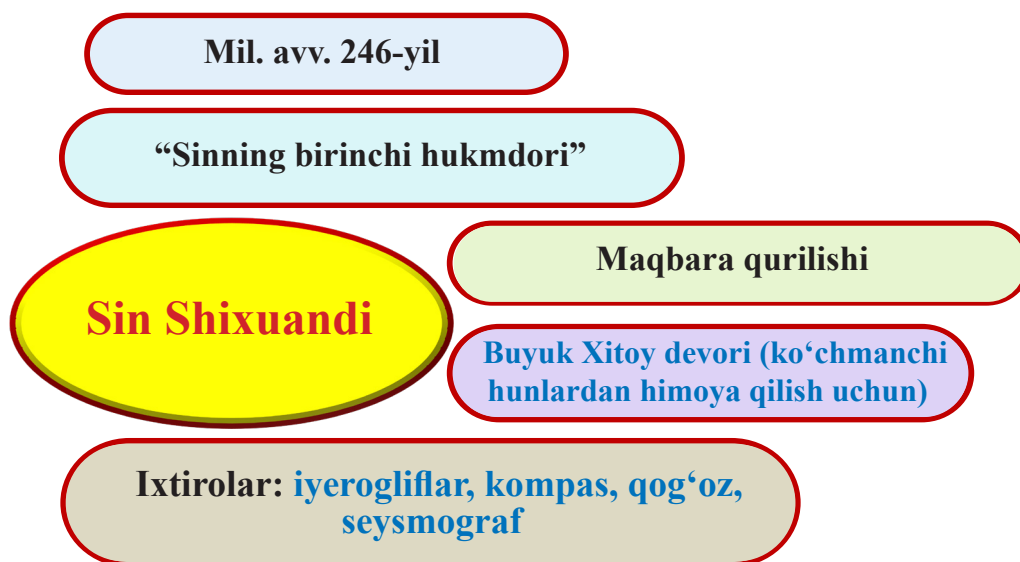 Mil. avv. 246-yil
“Sinning birinchi hukmdori”
Maqbara qurilishi
Sin Shixuandi
Buyuk Xitoy devori (ko‘chmanchi
hunlardan himoya qilish uchun)
Ixtirolar: iyerogliflar, kompas, qog‘oz,
seysmograf